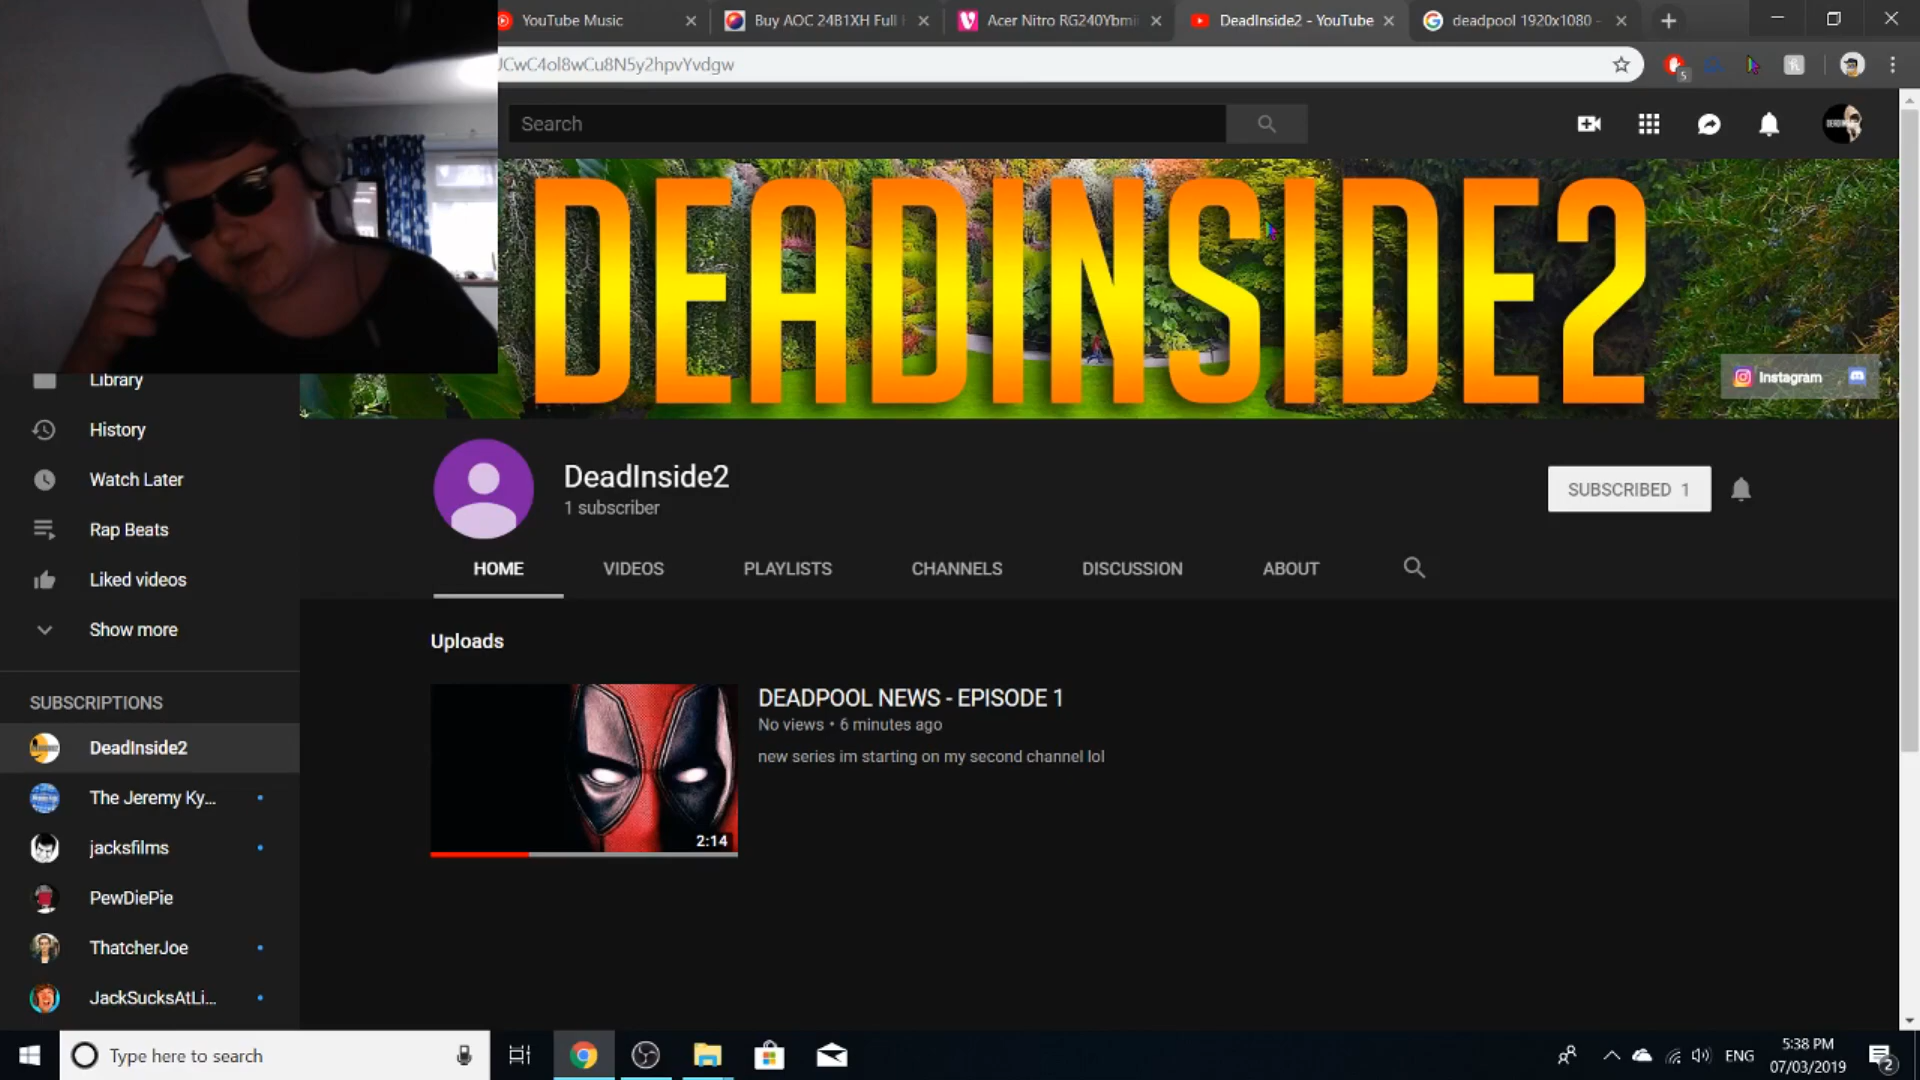 YouTube Music
Buy AOC 24B1XH Full
Acer Nitro RG240Ybmi
DeadInside2 - YouTube
deadpool 1920x1080 -
JCwC4ol8wCu8N5y2hpvYvdgw
5
Search
DEADINSIDE2
Instagram
Library
History
Watch Later
Rap Beats
Liked videos
Show more
SUBSCRIPTIONS
DeadInside2
The Jeremy Ky...
jacksfilms
PewDiePie
ThatcherJoe
JackSucksAtLi...
DeadInside2
1 subscriber
SUBSCRIBED 1
HOME VIDEOS PLAYLISTS CHANNELS DISCUSSION ABOUT
Uploads
2:14
DEADPOOL NEWS - EPISODE 1
No views • 6 minutes ago
new series im starting on my second channel lol
Type here to search
ENG
5:38 PM
07/03/2019
2